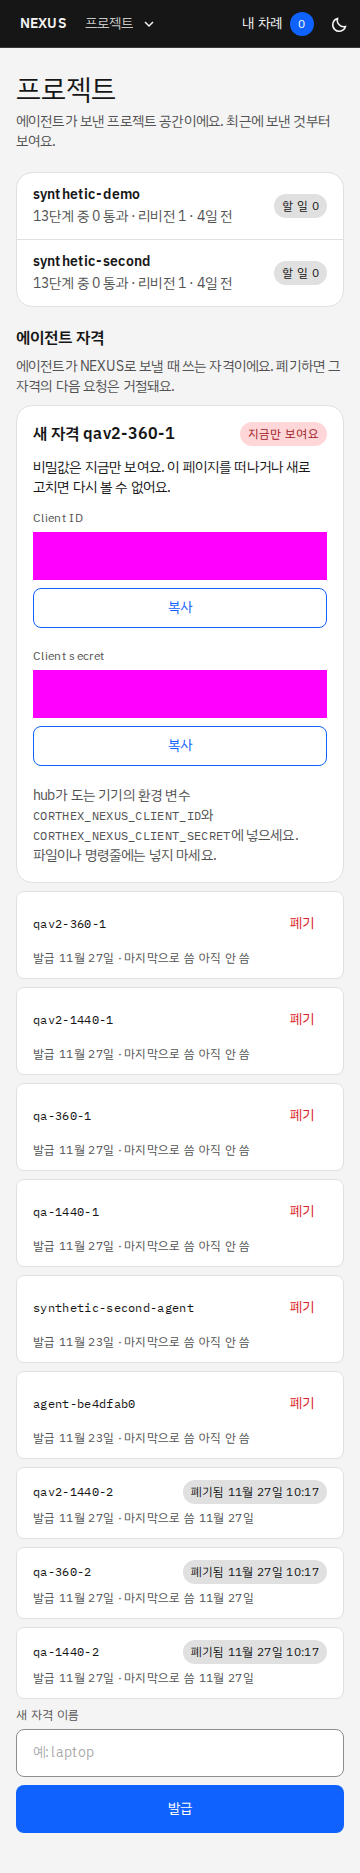 NEXUS 프로젝트 내 차례 0
프로젝트
에이전트가 보낸 프로젝트 공간이에요. 최근에 보낸 것부터
보여요.
synthetic-demo
13단계 중 0 통과 · 리비전 1 · 4일 전
할 일 0
synthetic-second
13단계 중 0 통과 · 리비전 1 · 4일 전
할 일 0
에이전트 자격
에이전트가 NEXUS로 보낼 때 쓰는 자격이에요. 폐기하면 그
자격의 다음 요청은 거절돼요.
새 자격 qav2-360-1 지금만 보여요
비밀값은 지금만 보여요. 이 페이지를 떠나거나 새로
고치면 다시 볼 수 없어요.
Client ID
복사
Client secret
복사
hub가 도는 기기의 환경 변수
CORTHEX_NEXUS_CLIENT_ID와
CORTHEX_NEXUS_CLIENT_SECRET에 넣으세요.
파일이나 명령줄에는 넣지 마세요.
qav2-360-1 폐기
발급 11월 27일 · 마지막으로 씀 아직 안 씀
qav2-1440-1 폐기
발급 11월 27일 · 마지막으로 씀 아직 안 씀
qa-360-1 폐기
발급 11월 27일 · 마지막으로 씀 아직 안 씀
qa-1440-1 폐기
발급 11월 27일 · 마지막으로 씀 아직 안 씀
synthetic-second-agent 폐기
발급 11월 23일 · 마지막으로 씀 아직 안 씀
agent-be4dfab0 폐기
발급 11월 23일 · 마지막으로 씀 아직 안 씀
qav2-1440-2 폐기됨 11월 27일 10:17
발급 11월 27일 · 마지막으로 씀 11월 27일
qa-360-2 폐기됨 11월 27일 10:17
발급 11월 27일 · 마지막으로 씀 11월 27일
qa-1440-2 폐기됨 11월 27일 10:17
발급 11월 27일 · 마지막으로 씀 11월 27일
새 자격 이름
예: laptop
발급